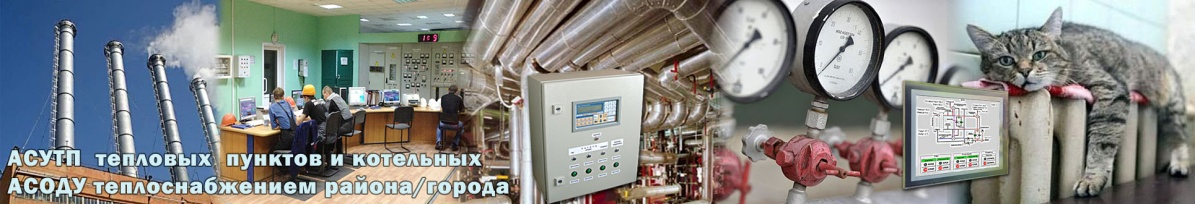 АСУТП тепловых пунктов и котельных
АСОДУ теплоснабжением района/города